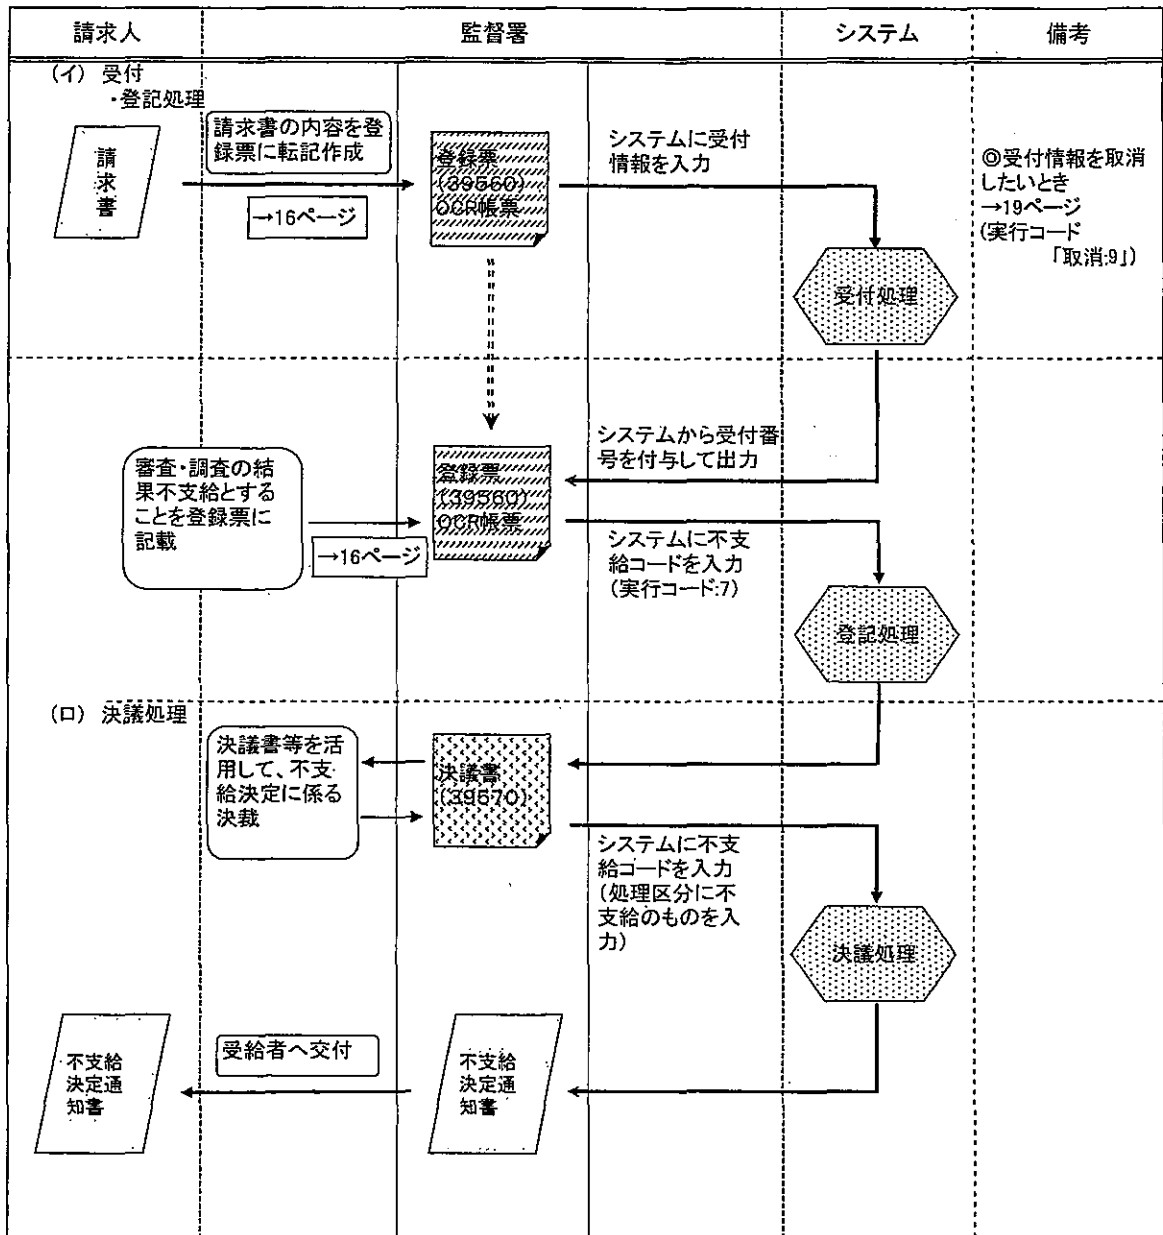 請求人
監督署
システム
備考
(イ) 受付
・登記処理
請求書
請求書の内容を登
録票に転記作成
→16ページ
登録票
(39560)
OCR帳票
システムに受付
情報を入力
受付処理
◎受付情報を取消
したいとき
→19ページ
(実行コード
「取消:9」)
システムから受付番
号を付与して出力
審査・調査の結
果不支給とする
ことを登録票に
記載
→16ページ
登録票
(39560)
OCR帳票
システムに不支
給コードを入力
(実行コード:7)
登記処理
(ロ) 決議処理
決議書等を活
用して、不支
給決定に係る
決裁
決議書
(39570)
システムに不支
給コードを入力
(処理区分に不
支給のものを入
力)
決議処理
不支給
決定通
知書
受給者へ交付
不支給
決定通
知書